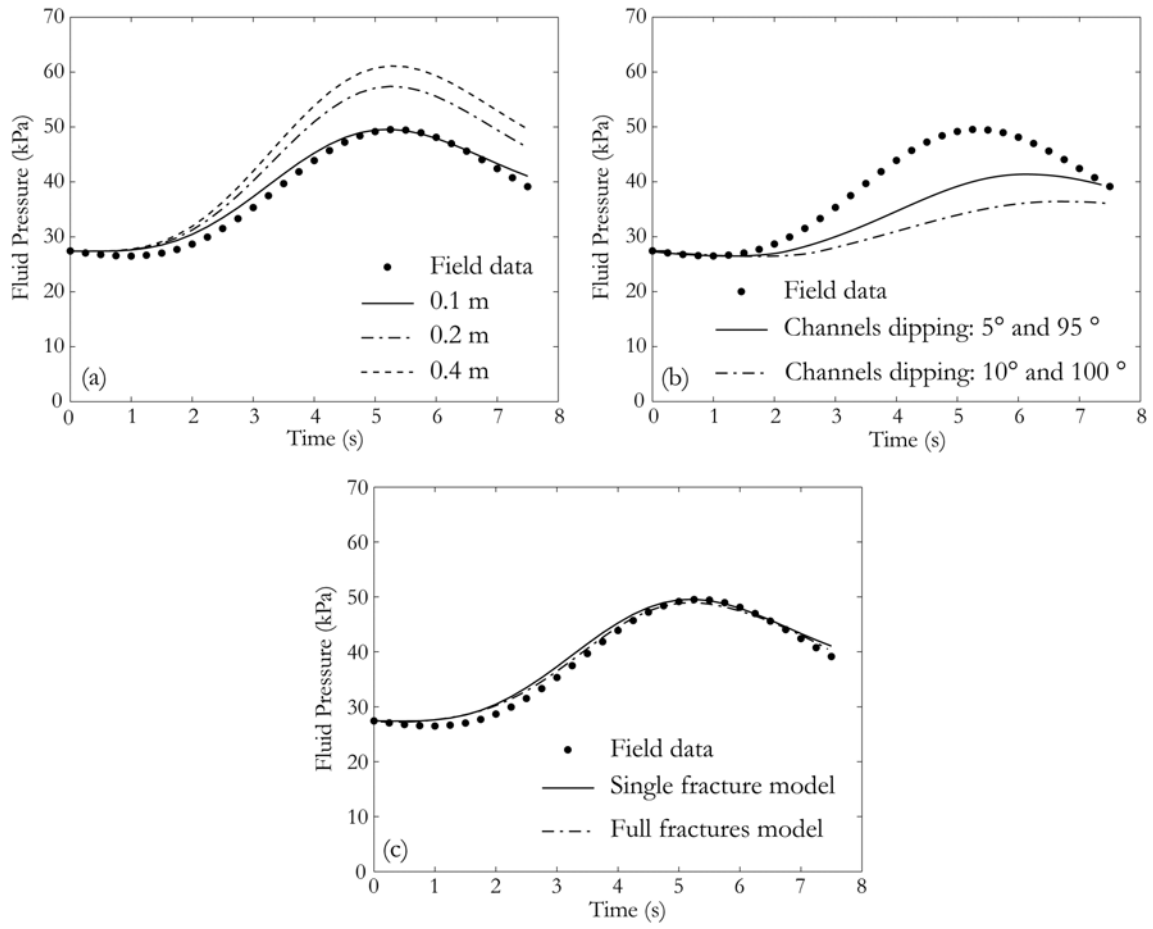 70
60
50
40
30
20
10
0
Fluid Pressure (kPa)
Field data
0.1 m
0.2 m
0.4 m
(a)
0 1 2 3 4 5 6 7 8
Time (s)
70
60
50
40
30
20
10
0
Fluid Pressure (kPa)
Field data
Channels dipping: 5° and 95 °
Channels dipping: 10° and 100 °
(b)
0 1 2 3 4 5 6 7 8
Time (s)
70
60
50
40
30
20
10
0
Fluid Pressure (kPa)
Field data
Single fracture model
Full fractures model
(c)
0 1 2 3 4 5 6 7 8
Time (s)